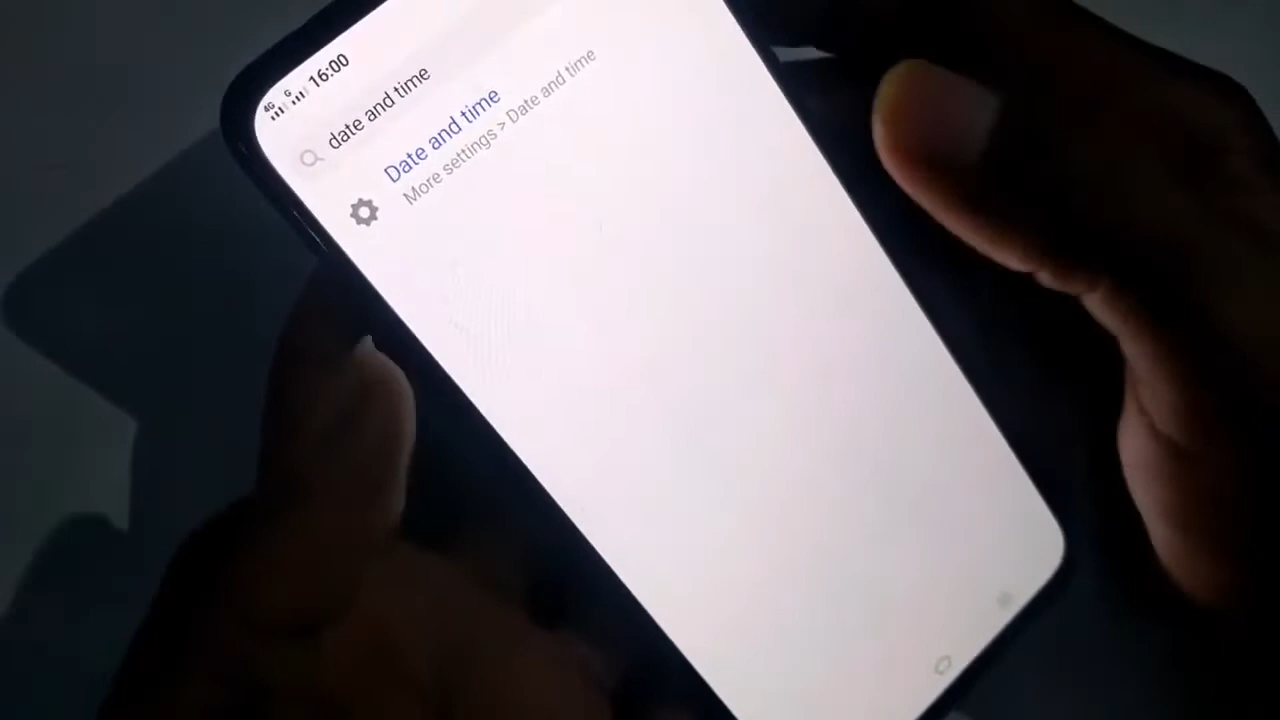 4G G 16:00
date and time
Date and time
More settings > Date and time